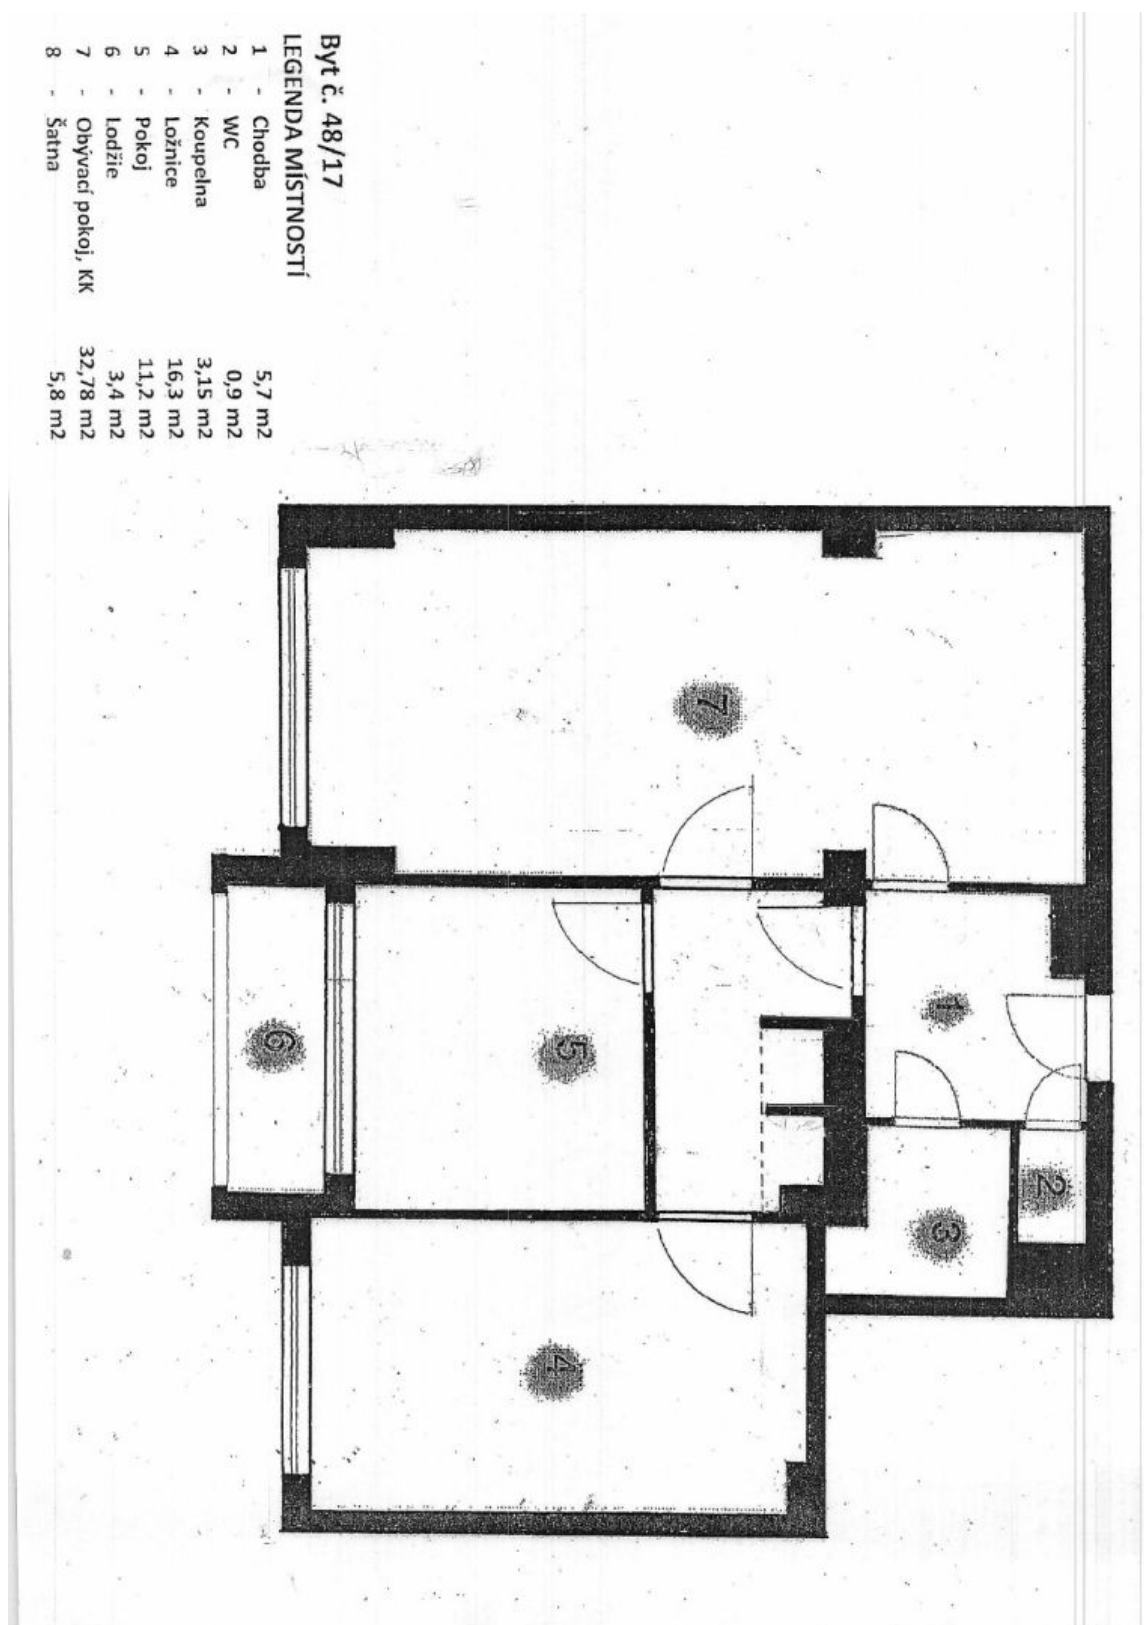 Byt č. 48/17
LEGENDA MÍSTNOSTÍ
1 - Chodba 5,7 m2
2 - WC 0,9 m2
3 - Koupelna 3,15 m2
4 - Ložnice 16,3 m2
5 - Pokoj 11,2 m2
6 - Lodžie 3,4 m2
7 - Obývací pokoj, KK 32,78 m2
8 - Šatna 5,8 m2
7
1
6
5
2
3
4